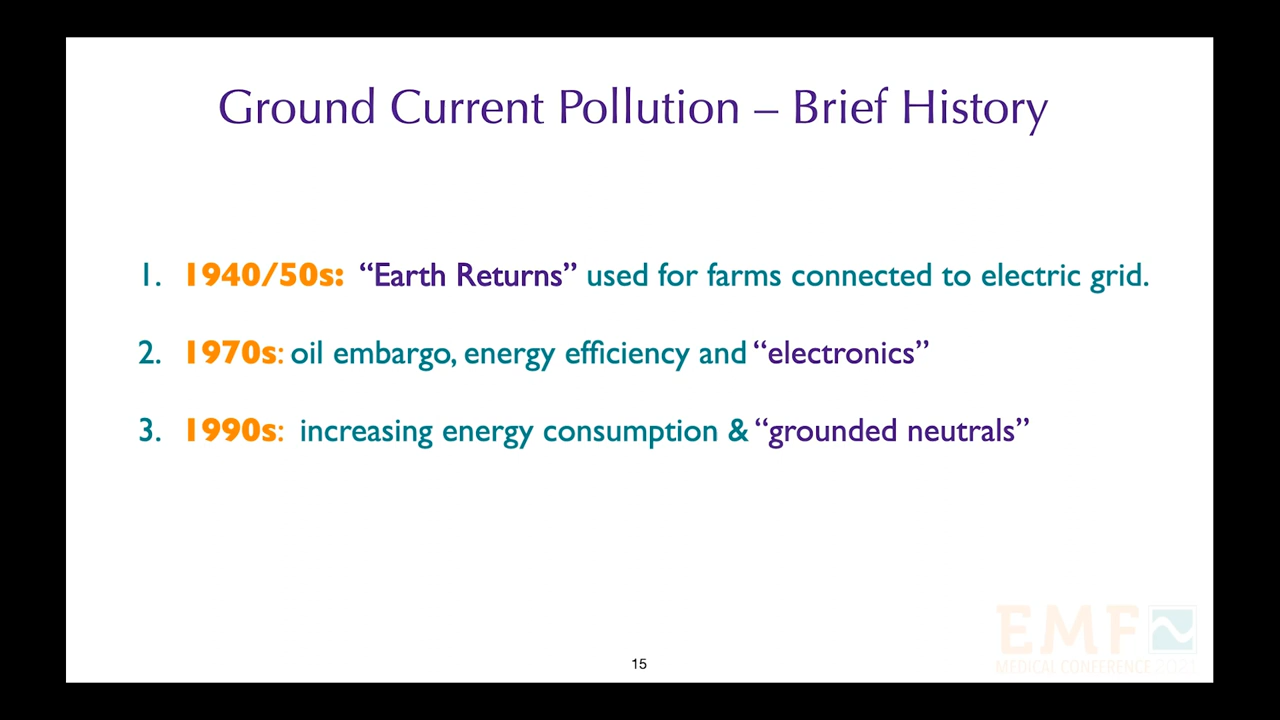 Ground Current Pollution – Brief History
1. 1940/50s: “Earth Returns” used for farms connected to electric grid.
2. 1970s: oil embargo, energy efficiency and “electronics”
3. 1990s: increasing energy consumption & “grounded neutrals”
EMF
MEDICAL CONFERENCE 2021
15